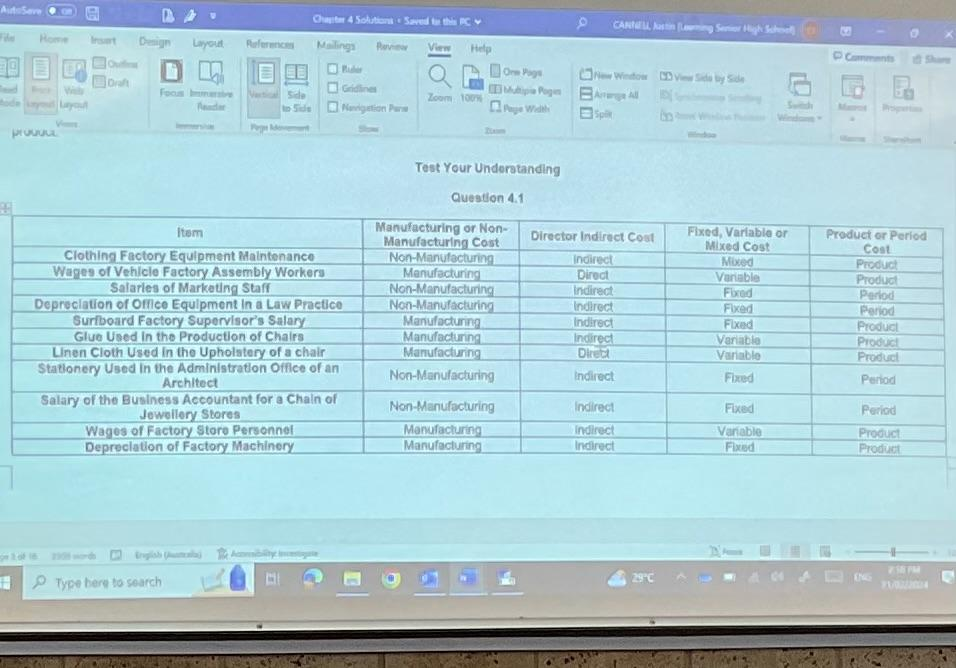 AutoSave On
Chapter 4 Solutions • Saved to this PC
CANNELL Justin (Leeming Senior High School)
File Home Insert Design Layout References Mailings Review View Help
Comments Share
Read Mode Print Layout Web Layout Outline Draft
Focus Immersive Reader
Vertical Side to Side
Ruler
Gridlines
Navigation Pane
Zoom 100%
One Page
Multiple Pages
Page Width
New Window
Arrange All
Split
View Side by Side
Synchronous Scrolling
Reset Window Position
Switch Windows
Macros
Properties
Views Immersive Page Movement Show Zoom Window Macros SharePoint
product.
Test Your Understanding
Question 4.1
Item Manufacturing or Non-Manufacturing Cost Director Indirect Cost Fixed, Variable or Mixed Cost Product or Period Cost
Clothing Factory Equipment Maintenance Non-Manufacturing Indirect Mixed Product
Wages of Vehicle Factory Assembly Workers Manufacturing Direct Variable Product
Salaries of Marketing Staff Non-Manufacturing Indirect Fixed Period
Depreciation of Office Equipment in a Law Practice Non-Manufacturing Indirect Fixed Period
Surfboard Factory Supervisor's Salary Manufacturing Indirect Fixed Product
Glue Used in the Production of Chairs Manufacturing Indirect Variable Product
Linen Cloth Used in the Upholstery of a chair Manufacturing Direct Variable Product
Stationery Used in the Administration Office of an Architect Non-Manufacturing Indirect Fixed Period
Salary of the Business Accountant for a Chain of Jewellery Stores Non-Manufacturing Indirect Fixed Period
Wages of Factory Store Personnel Manufacturing Indirect Variable Product
Depreciation of Factory Machinery Manufacturing Indirect Fixed Product
English (Australia) Accessibility: Investigate
Focus
Type here to search
29°C
ENG
2:58 PM